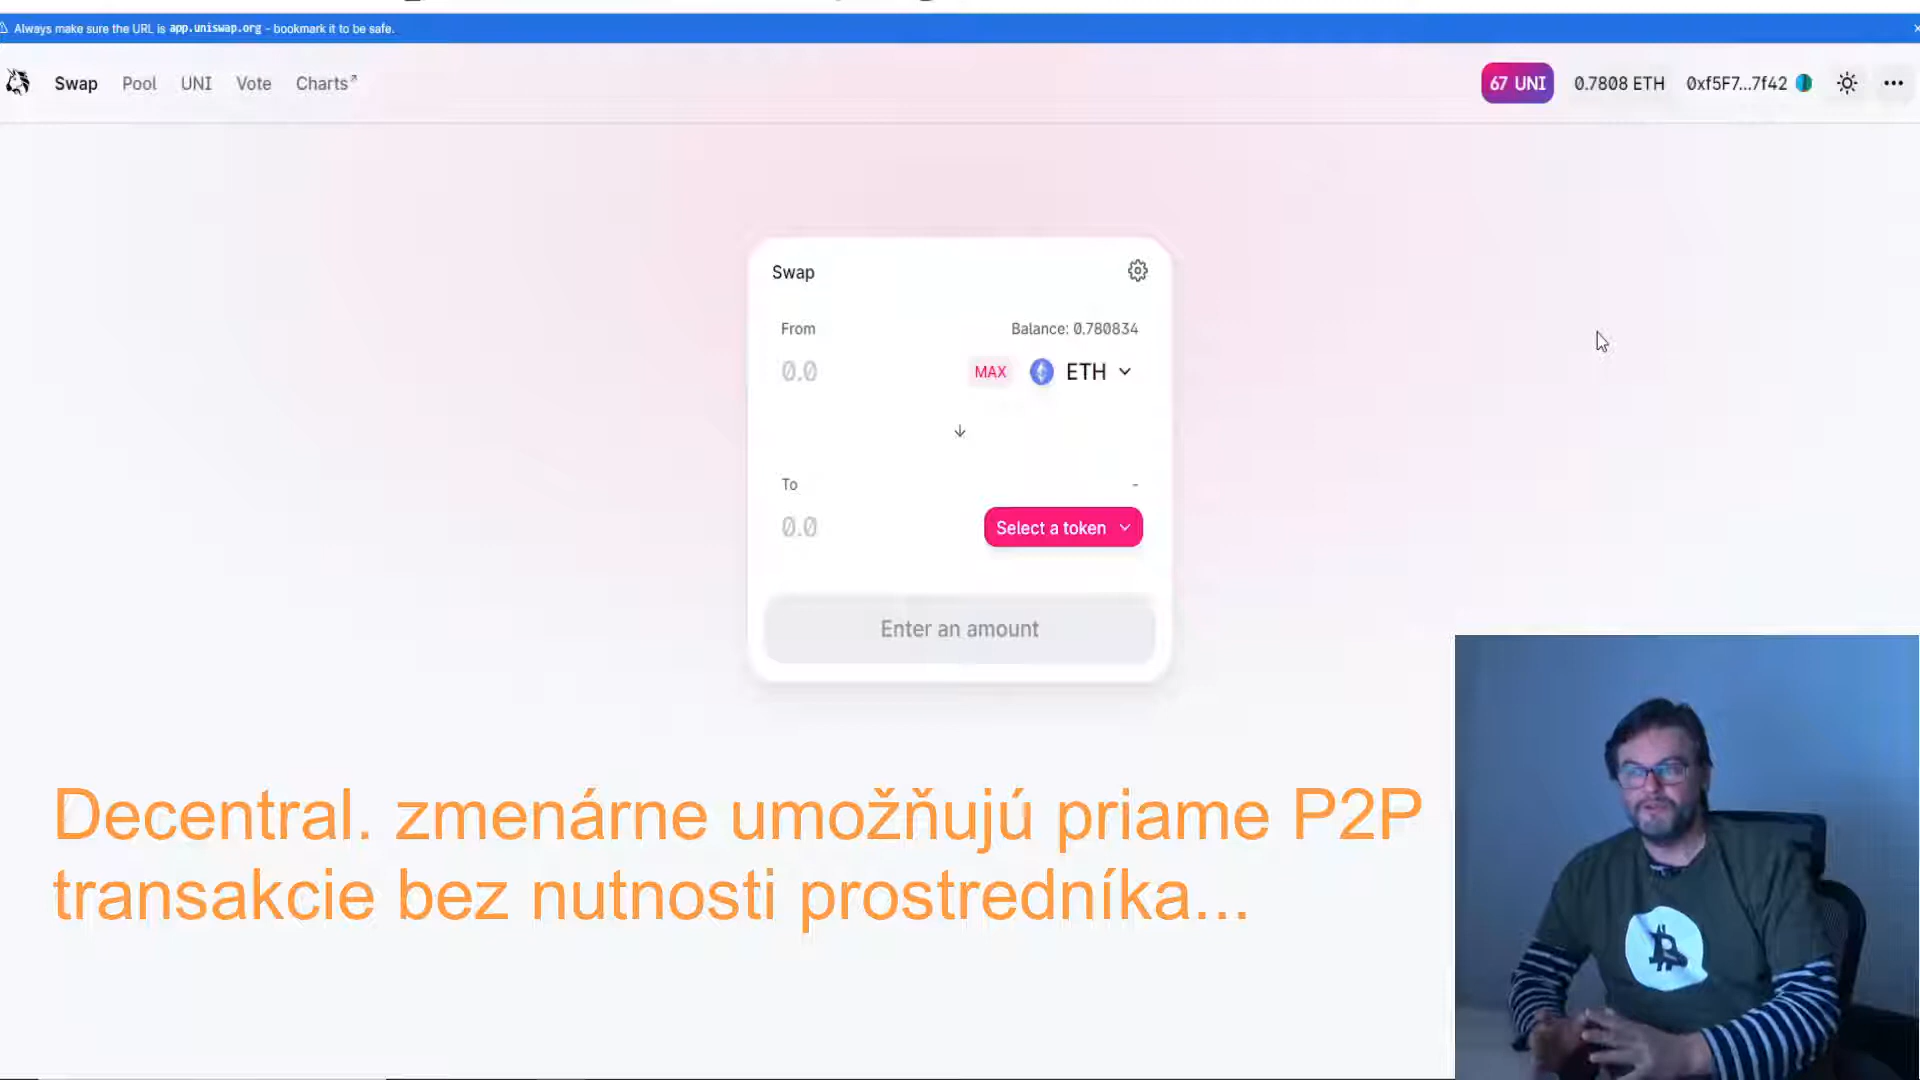 Always make sure the URL is app.uniswap.org - bookmark it to be safe.
Swap Pool UNI Vote Charts↗ 67 UNI 0.7808 ETH 0xf5F7...7f42
Swap
From Balance: 0.780834
0.0 MAX ETH
To -
0.0 Select a token
Enter an amount
Decentral. zmenárne umožňujú priame P2P
transakcie bez nutnosti prostredníka...